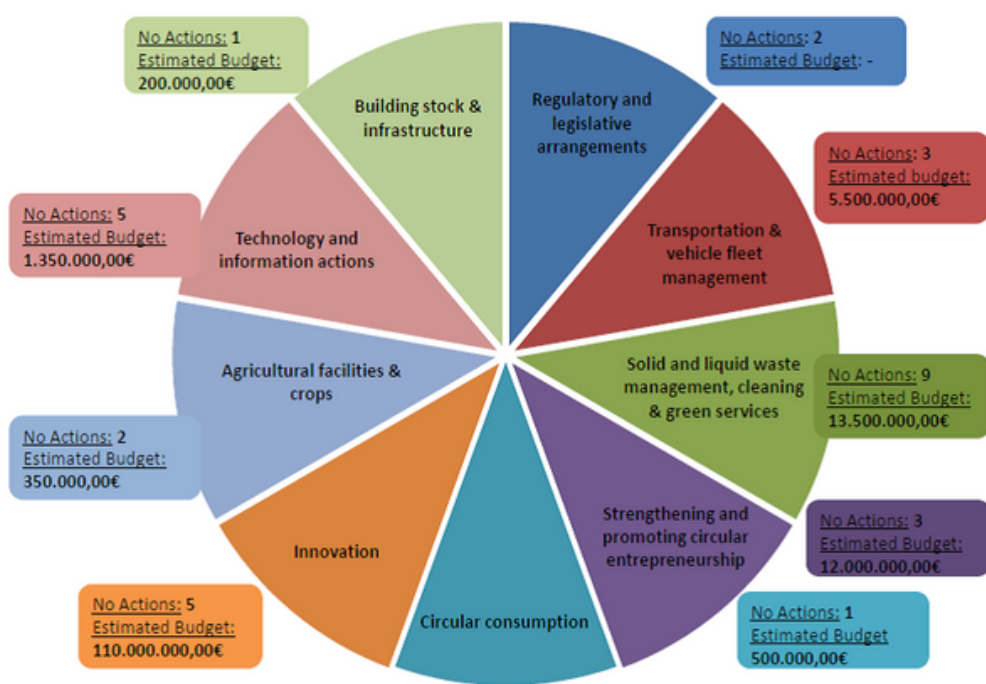 No Actions: 1
Estimated Budget:
200.000,00€
No Actions: 2
Estimated Budget: -
Building stock &
infrastructure
Regulatory and
legislative
arrangements
No Actions: 3
Estimated budget:
5.500.000,00€
No Actions: 5
Estimated Budget:
1.350.000,00€
Technology and
information actions
Transportation &
vehicle fleet
management
Agricultural facilities &
crops
Solid and liquid waste
management, cleaning
& green services
No Actions: 9
Estimated Budget:
13.500.000,00€
No Actions: 2
Estimated Budget:
350.000,00€
Innovation
Strengthening and
promoting circular
entrepreneurship
No Actions: 3
Estimated Budget:
12.000.000,00€
No Actions: 5
Estimated Budget:
110.000.000,00€
Circular consumption
No Actions: 1
Estimated Budget
500.000,00€